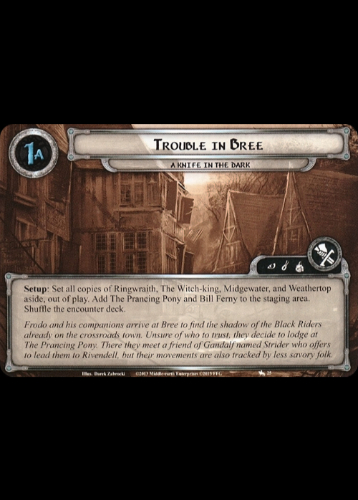 1A
Trouble in Bree
A Knife in the Dark
Setup: Set all copies of Ringwraith, The Witch-king, Midgewater, and Weathertop
aside, out of play. Add The Prancing Pony and Bill Ferny to the staging area.
Shuffle the encounter deck.
Frodo and his companions arrive at Bree to find the shadow of the Black Riders
already on the crossroads town. Unsure of who to trust, they decide to lodge at
The Prancing Pony. There they meet a friend of Gandalf named Strider who offers
to lead them to Rivendell, but their movements are also tracked by less savory folk.